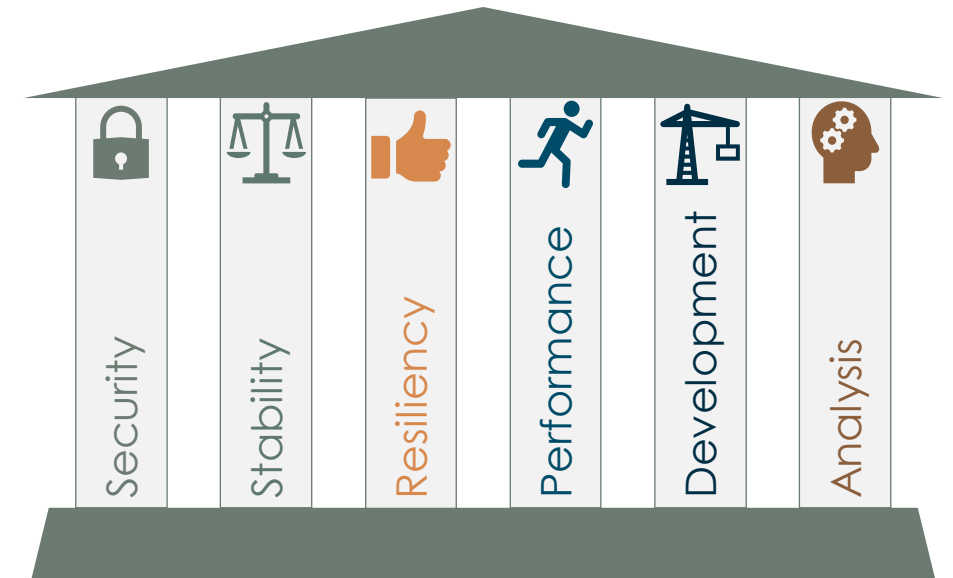 Security
Stability
Resiliency
Performance
Development
Analysis